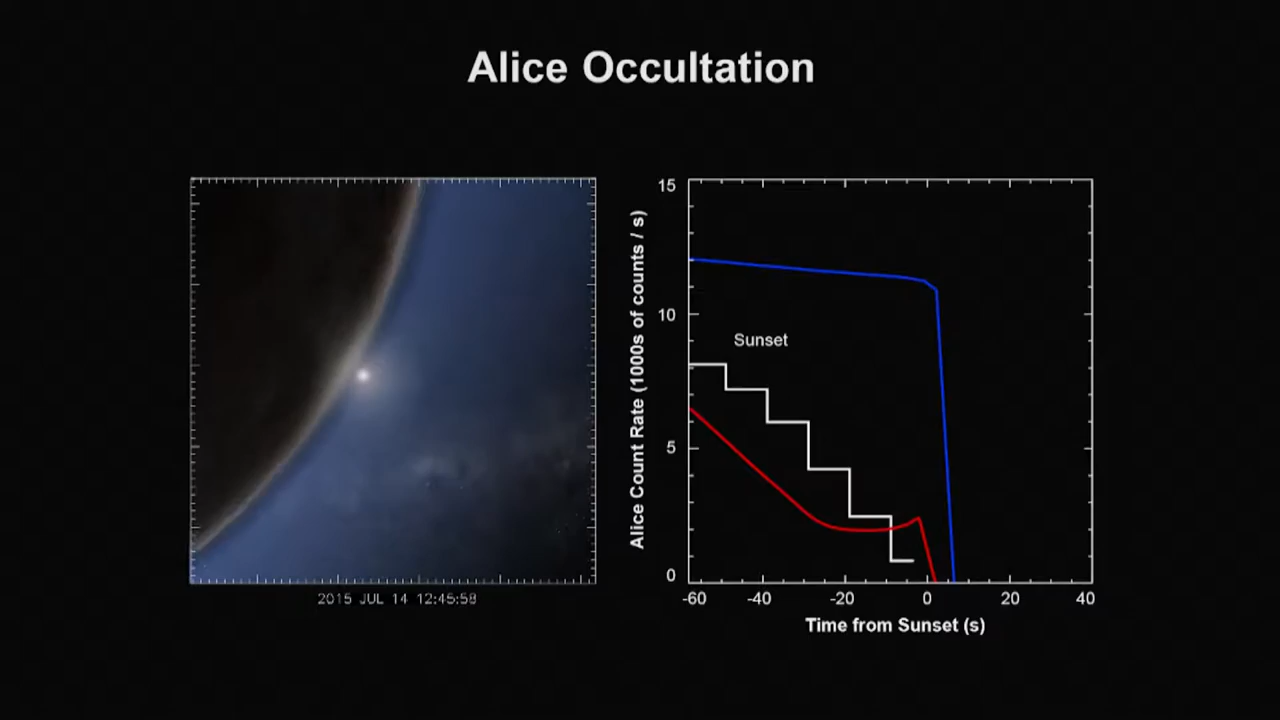 Alice Occultation
2015 JUL 14 12:45:58
Alice Count Rate (1000s of counts / s)
15
10
5
0
Sunset
-60 -40 -20 0 20 40
Time from Sunset (s)